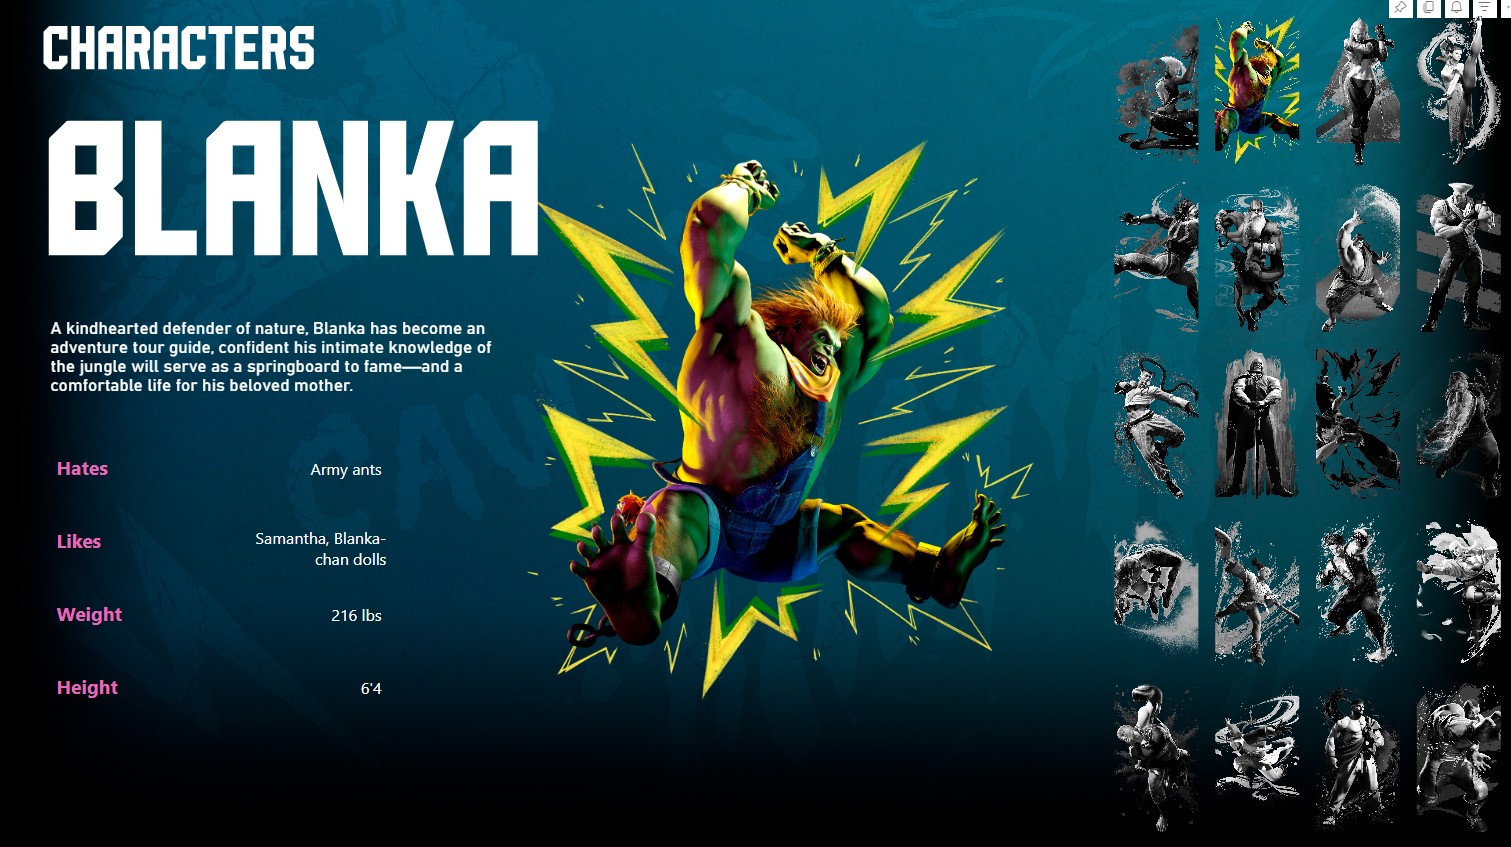 CHARACTERS
BLANKA
A kindhearted defender of nature, Blanka has become an
adventure tour guide, confident his intimate knowledge of
the jungle will serve as a springboard to fame—and a
comfortable life for his beloved mother.
Hates
Army ants
Likes
Samantha, Blanka-
chan dolls
Weight
216 lbs
Height
6'4